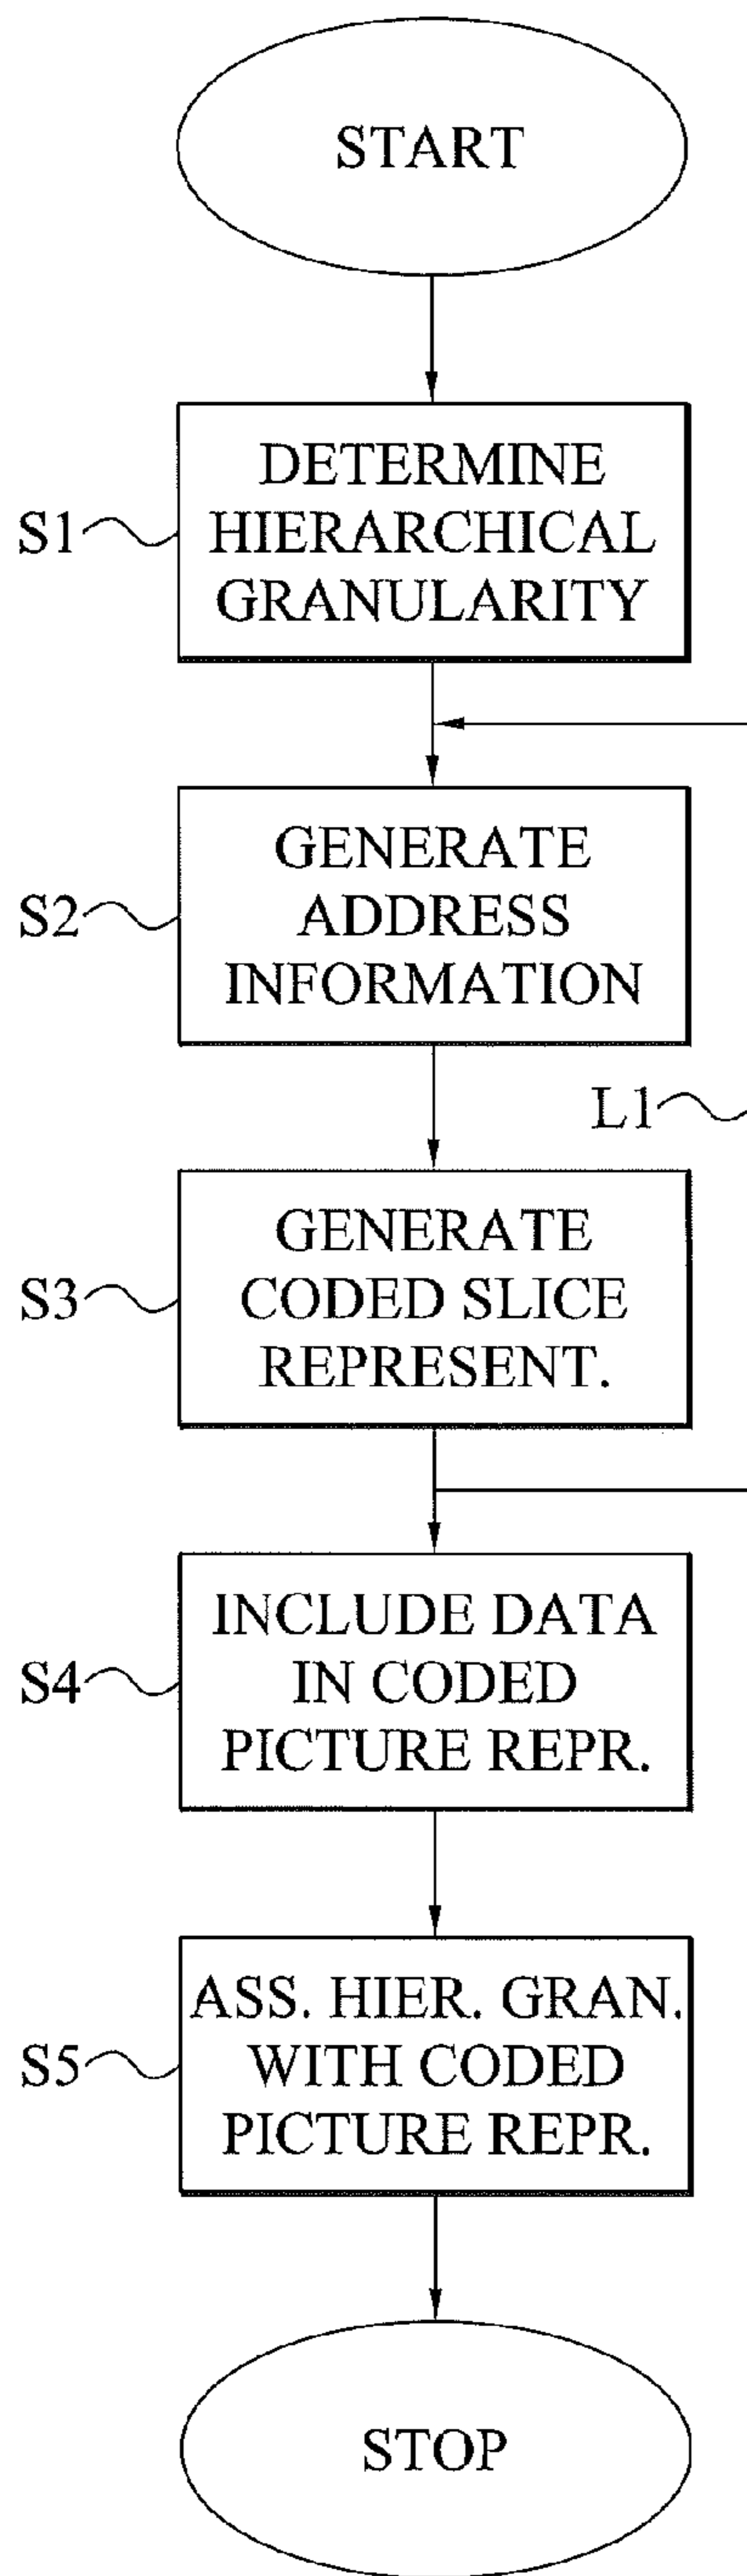 START
DETERMINE
S1
HIERARCHICAL
GRANULARITY
GENERATE
S2
ADDRESS
INFORMATION
L1
GENERATE
S3
CODED SLICE
REPRESENT.
INCLUDE DATA
S4
IN CODED
PICTURE REPR.
ASS. HIER. GRAN.
S5
WITH CODED
PICTURE REPR.
STOP